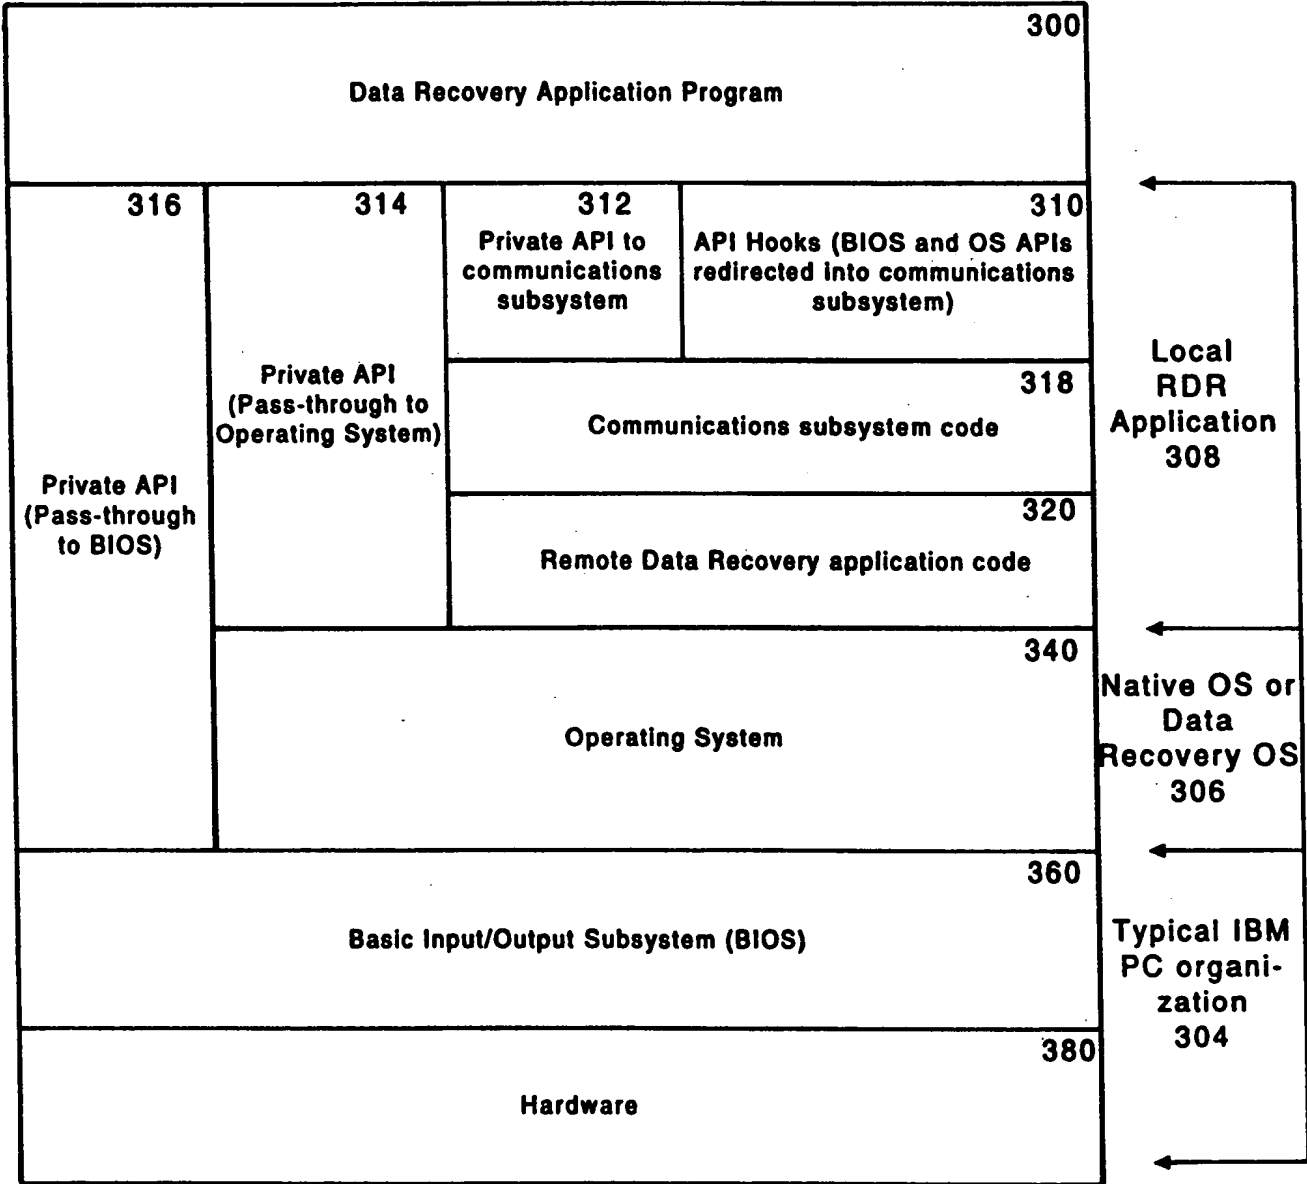 300
Data Recovery Application Program
316
314
312
310
Private API to
communications
subsystem
API Hooks (BIOS and OS APIs
redirected into communications
subsystem)
Private API
(Pass-through to
Operating System)
318
Communications subsystem code
Private API
(Pass-through
to BIOS)
320
Remote Data Recovery application code
Local
RDR
Application
308
340
Operating System
Native OS or
Data
Recovery OS
306
360
Basic Input/Output Subsystem (BIOS)
Typical IBM
PC organi-
zation
304
380
Hardware